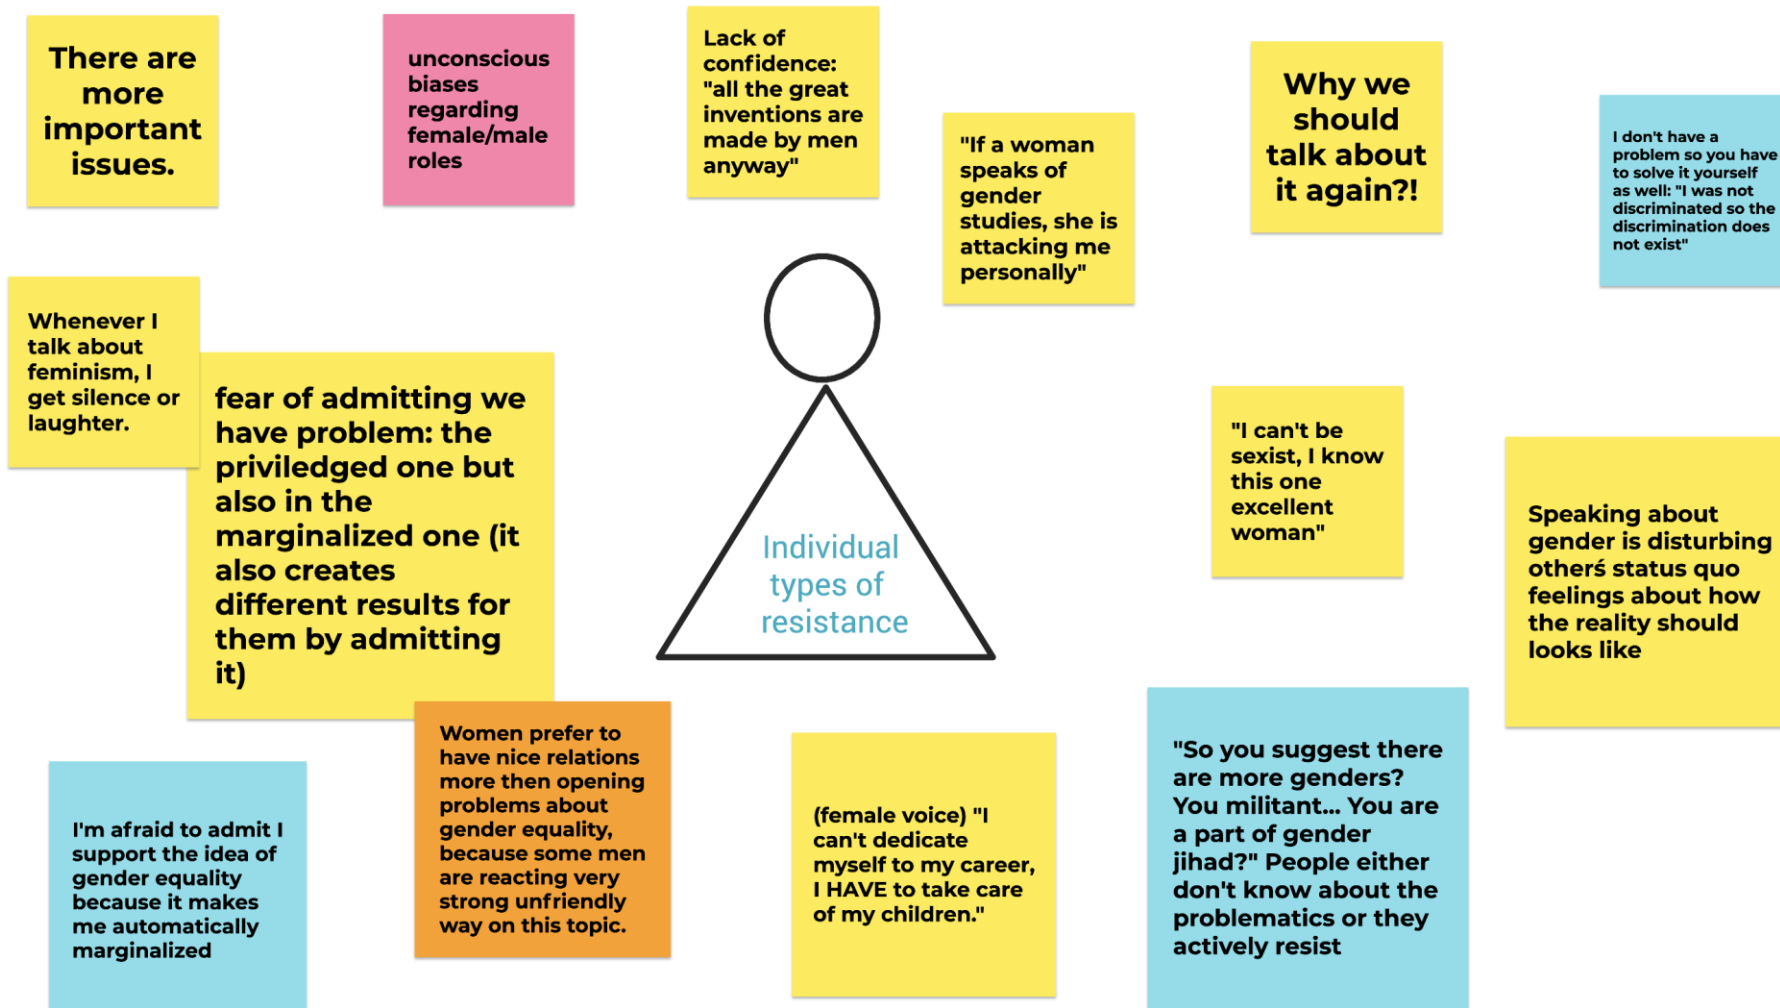 There are
more
important
issues.
unconscious
biases
regarding
female/male
roles
Lack of
confidence:
"all the great
inventions are
made by men
anyway"
"If a woman
speaks of
gender
studies, she is
attacking me
personally"
Why we
should
talk about
it again?!
I don't have a
problem so you have
to solve it yourself
as well: "I was not
discriminated so the
discrimination does
not exist"
Whenever I
talk about
feminism, I
get silence or
laughter.
fear of admitting we
have problem: the
priviledged one but
also in the
marginalized one (it
also creates
different results for
them by admitting
it)
Individual
types of
resistance
"I can't be
sexist, I know
this one
excellent
woman"
Speaking about
gender is disturbing
otherś status quo
feelings about how
the reality should
looks like
I'm afraid to admit I
support the idea of
gender equality
because it makes
me automatically
marginalized
Women prefer to
have nice relations
more then opening
problems about
gender equality,
because some men
are reacting very
strong unfriendly
way on this topic.
(female voice) "I
can't dedicate
myself to my career,
I HAVE to take care
of my children."
"So you suggest there
are more genders?
You militant... You are
a part of gender
jihad?" People either
don't know about the
problematics or they
actively resist